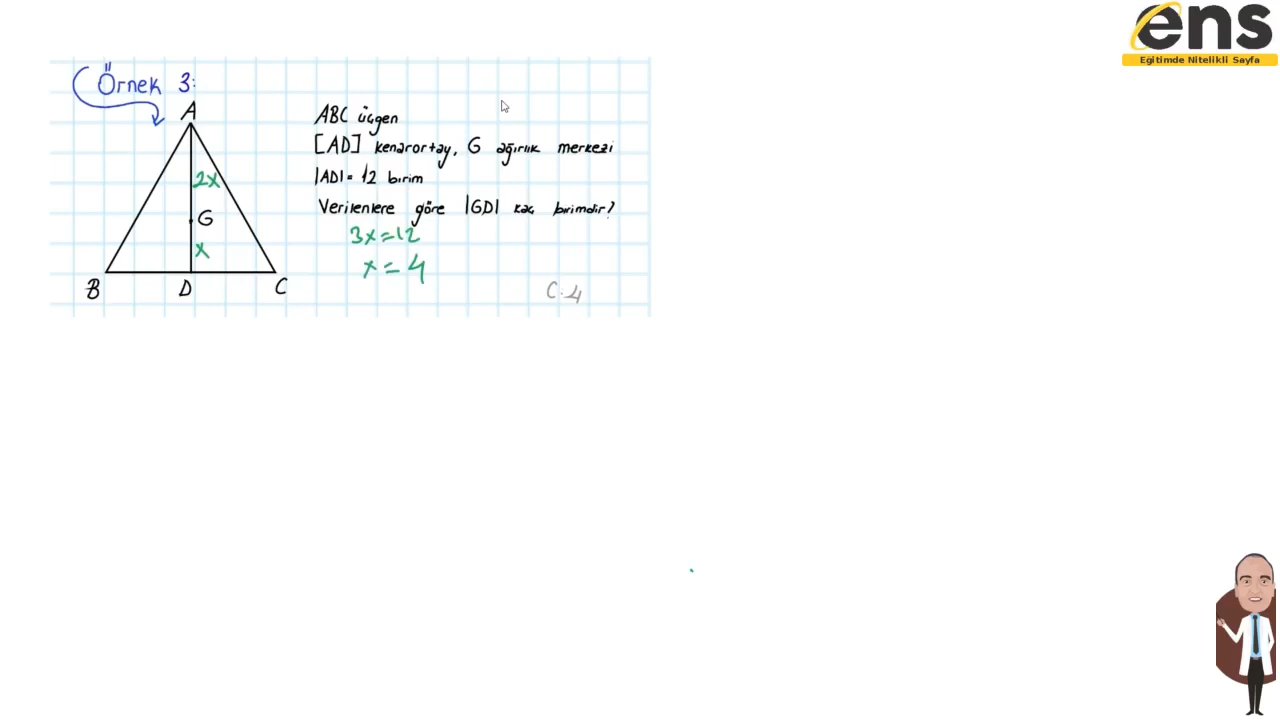 Örnek 3:
A
ABC üçgen
[AD] kenarortay, G ağırlık merkezi
|AD| = 12 birim
Verilenlere göre |GD| kaç birimdir?
2x
G
3x=12
x
x=4
B D C
C.4
ens
Eğitimde Nitelikli Sayfa